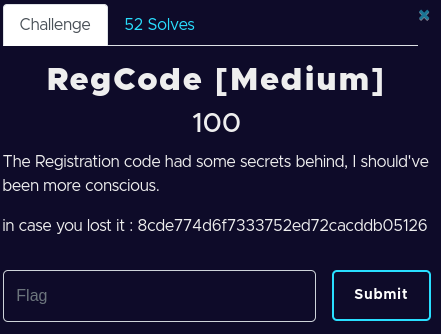 Challenge
52 Solves
×
RegCode [Medium]
100
The Registration code had some secrets behind, I should've
been more conscious.
in case you lost it : 8cde774d6f7333752ed72cacddb05126
Flag
Submit